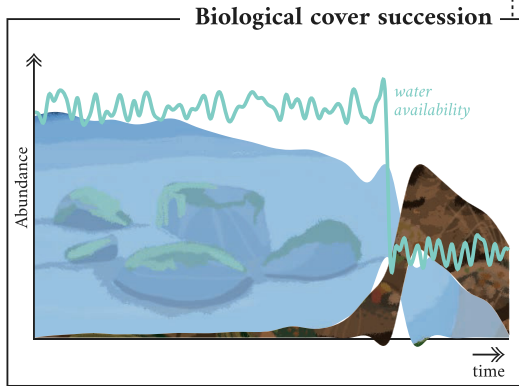 Biological cover succession
water
availability
Abundance
time